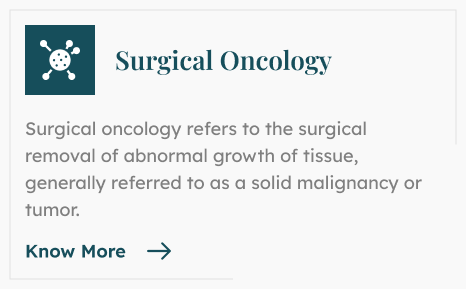 Surgical Oncology
Surgical oncology refers to the surgical
removal of abnormal growth of tissue,
generally referred to as a solid malignancy or
tumor.
Know More